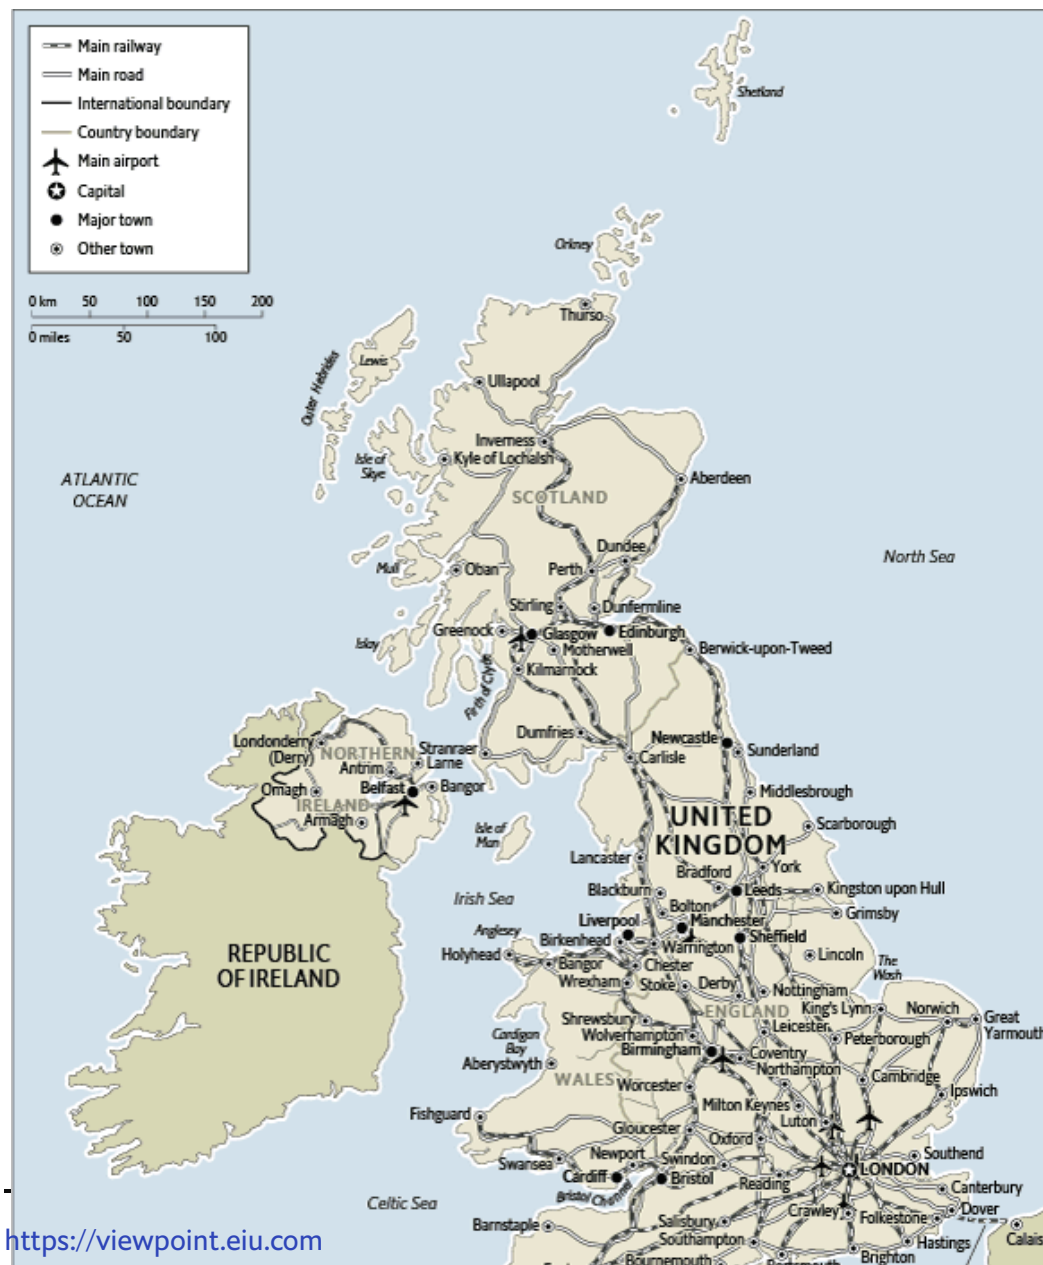 Main railway
Main road
International boundary
Country boundary
Main airport
Capital
Major town
Other town
0 km 50 100 150 200
0 miles 50 100
Shetland
Orkney
Thurso
Lewis
Outer Hebrides
Ullapool
Inverness
Isle of
Skye
Kyle of Lochalsh
ATLANTIC
OCEAN
Aberdeen
SCOTLAND
North Sea
Dundee
Mull
Oban
Perth
Stirling
Dunfermline
Greenock
Glasgow
Edinburgh
Islay
Motherwell
Berwick-upon-Tweed
Kilmarnock
Firth of Clyde
Dumfries
Newcastle
Londonderry
(Derry)
NORTHERN
IRELAND
Stranraer
Larne
Antrim
Carlisle
Sunderland
Omagh
Belfast
Bangor
Middlesbrough
Armagh
UNITED
KINGDOM
Scarborough
Isle of
Man
Lancaster
York
Bradford
Leeds
Kingston upon Hull
Blackburn
Irish Sea
Bolton
Grimsby
Liverpool
Manchester
Anglesey
Birkenhead
Warrington
Sheffield
REPUBLIC
OF IRELAND
Holyhead
Bangor
Chester
Lincoln
The
Wash
Wrexham
Stoke
Derby
Nottingham
ENGLAND
King's Lynn
Norwich
Great
Yarmouth
Shrewsbury
Leicester
Cardigan
Bay
Wolverhampton
Peterborough
Birmingham
Coventry
Aberystwyth
Northampton
WALES
Worcester
Cambridge
Ipswich
Milton Keynes
Fishguard
Luton
Gloucester
Oxford
Newport
Swansea
Swindon
Southend
LONDON
Cardiff
Bristol
Reading
Bristol Channel
Canterbury
Celtic Sea
Crawley
Dover
Folkestone
Barnstaple
Salisbury
Calais
Southampton
Hastings
Brighton
Bournemouth
Portsmouth
https://viewpoint.eiu.com